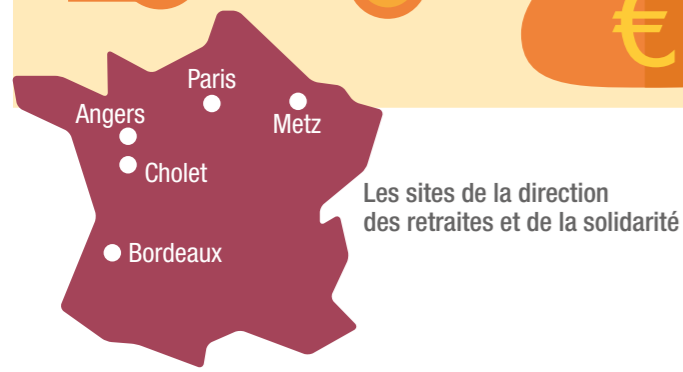 €
Paris
Angers
Metz
Cholet
Les sites de la direction
des retraites et de la solidarité
Bordeaux